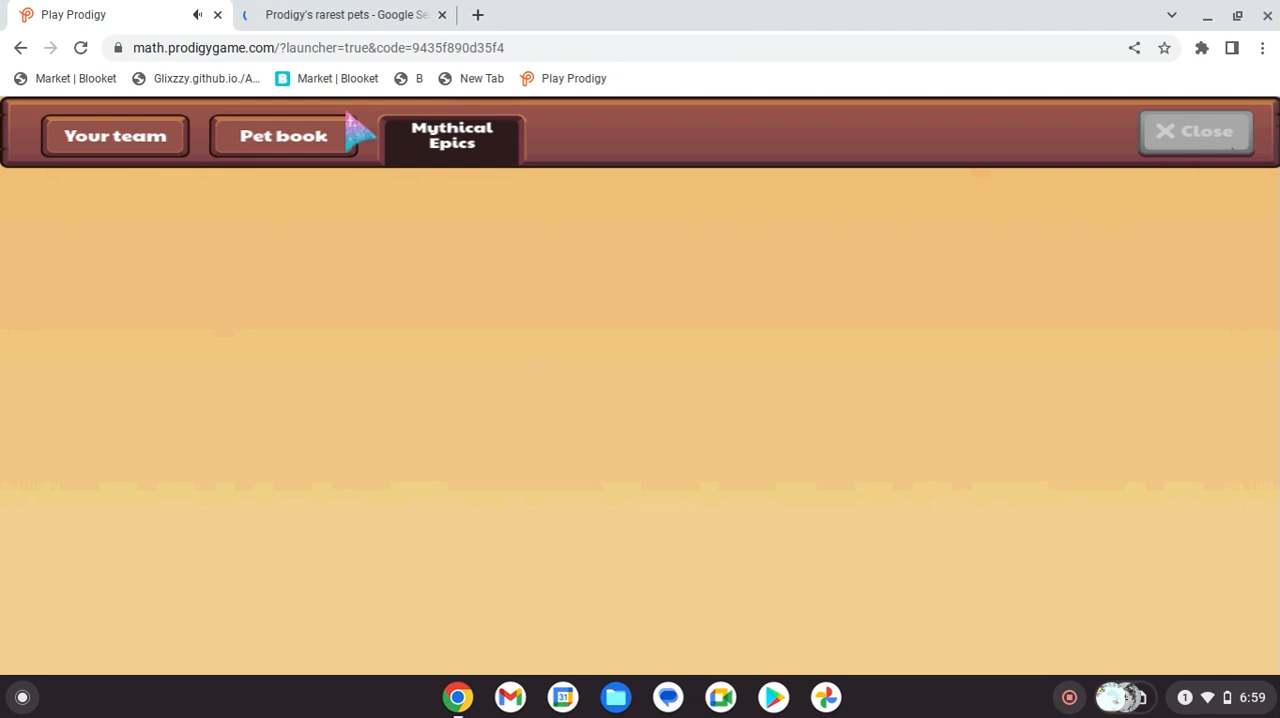 Play Prodigy
Prodigy's rarest pets - Google Se
math.prodigygame.com/?launcher=true&code=9435f890d35f4
Market | Blooket
Glixzzy.github.io./A...
Market | Blooket
B
New Tab
Play Prodigy
Your team
Pet book
Mythical
Epics
Close
31
1
6:59